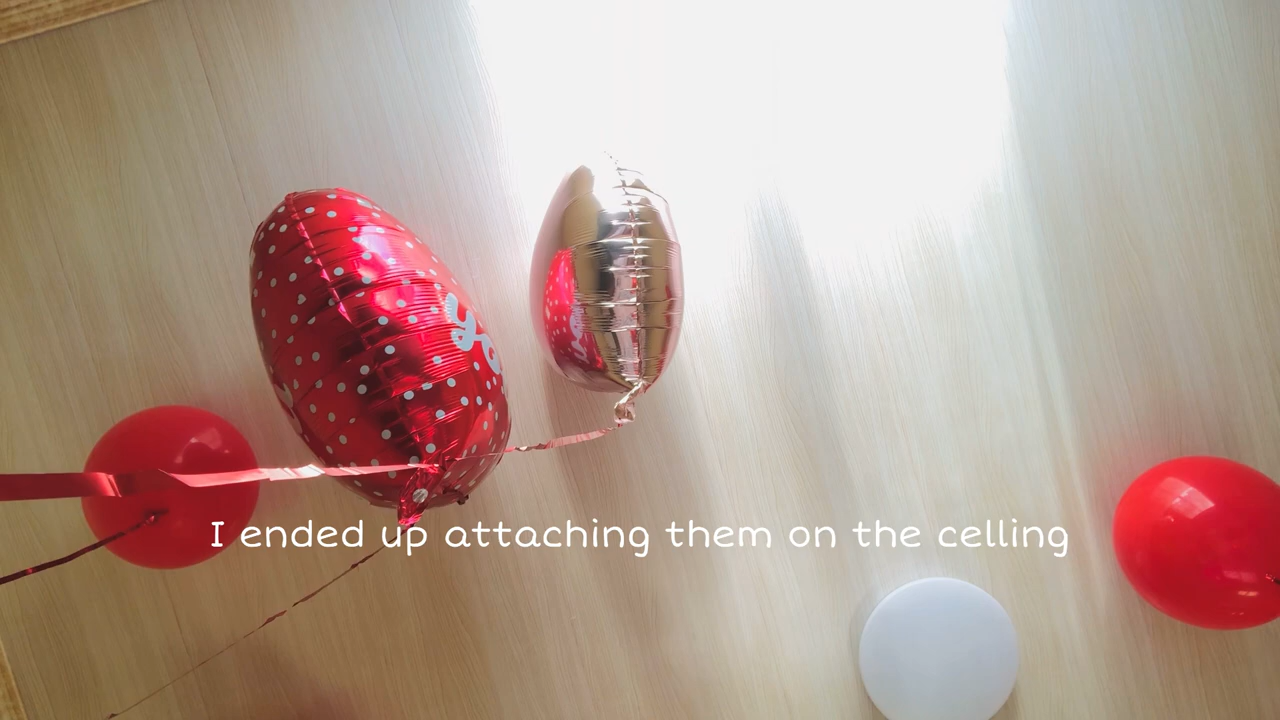 I ended up attaching them on the celling